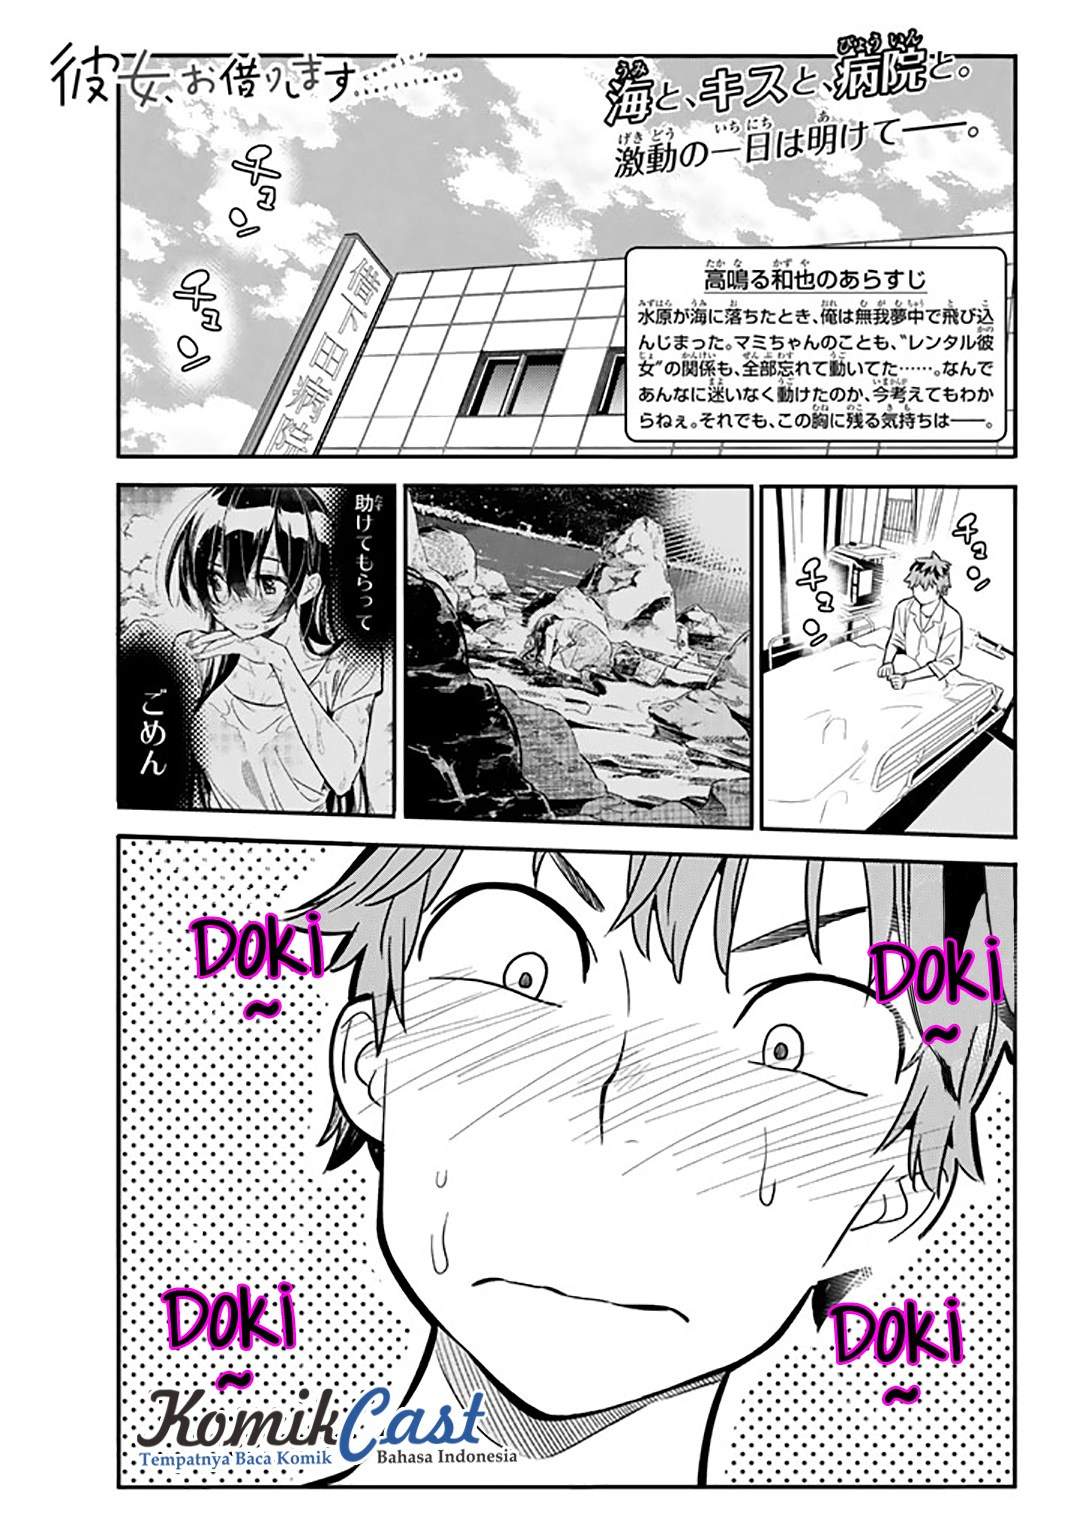 彼女、お借りします
海と、キスと、病院と。
激動の一日は明けて――。
チュン
チュン
借下田病院
高鳴る和也のあらすじ
水原が海に落ちたとき、俺は無我夢中で飛び込
んじまった。マミちゃんのことも、“レンタル彼
女”の関係も、全部忘れて動いてた……。なんで
あんなに迷いなく動けたのか、今考えてもわか
らねぇ。それでも、この胸に残る気持ちは――。
チュン
チュン
助けてもらって
ごめん
Doki
~
Doki
~
Doki
~
Doki
~
KomikCast
Tempatnya Baca Komik Bahasa Indonesia